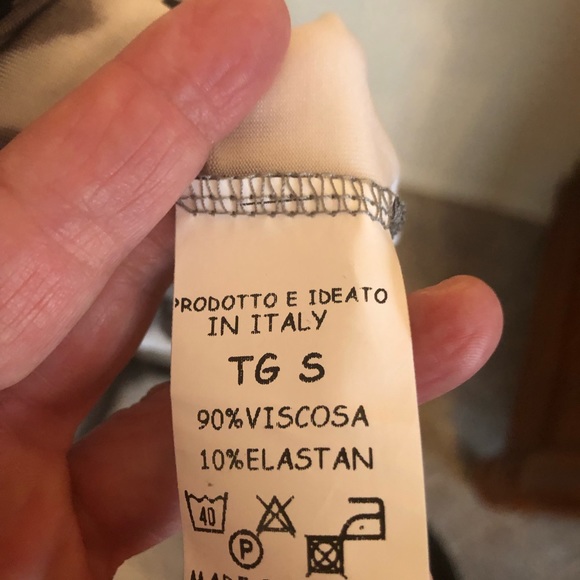 PRODOTTO E IDEATO
IN ITALY
TG S
90%VISCOSA
10%ELASTAN
40
P